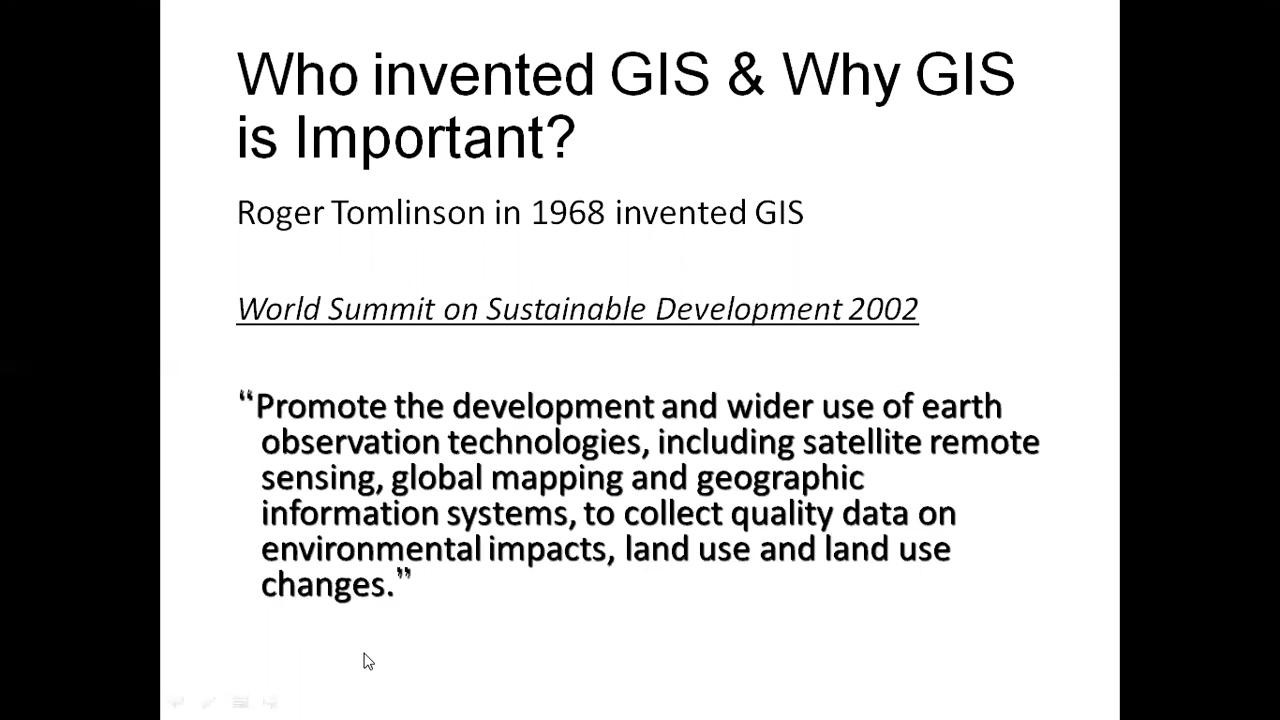 Who invented GIS & Why GIS
is Important?
Roger Tomlinson in 1968 invented GIS
World Summit on Sustainable Development 2002
“Promote the development and wider use of earth
observation technologies, including satellite remote
sensing, global mapping and geographic
information systems, to collect quality data on
environmental impacts, land use and land use
changes.”